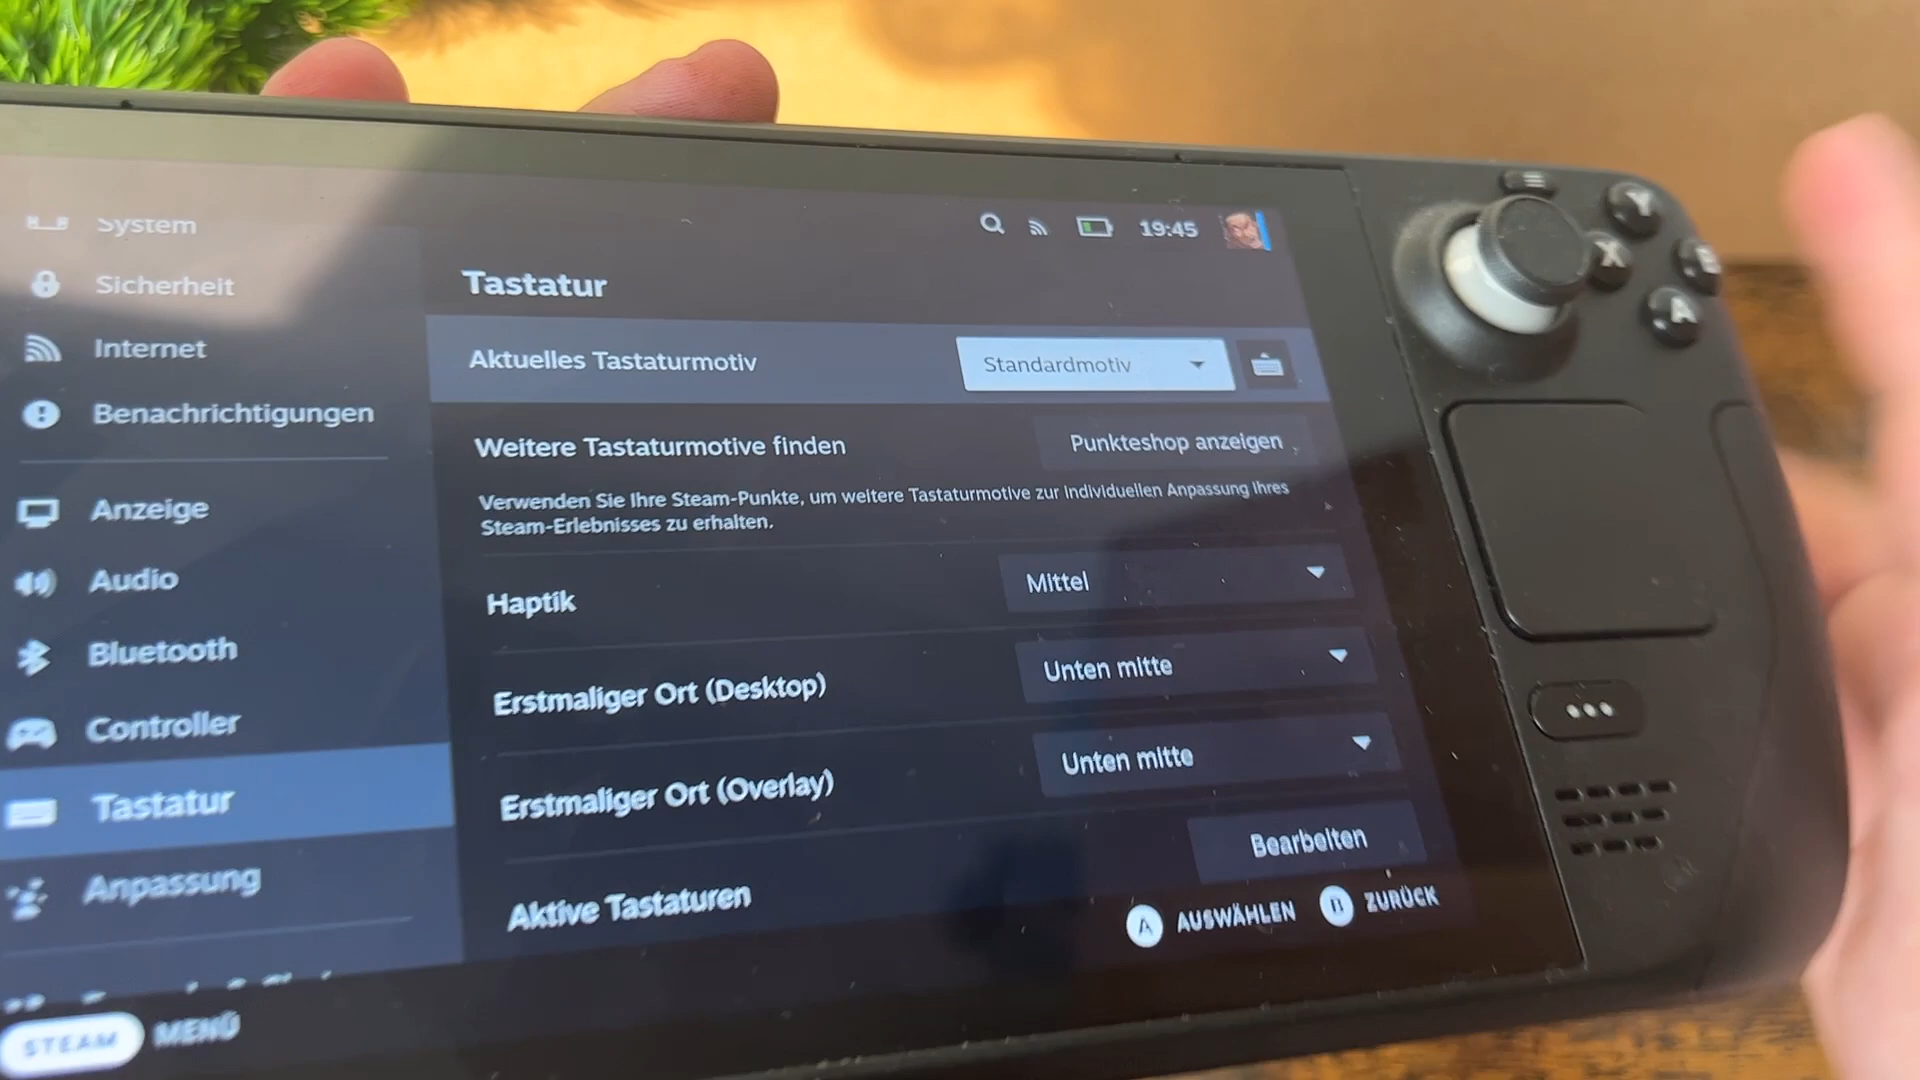 System
Sicherheit
Internet
Benachrichtigungen
Anzeige
Audio
Bluetooth
Controller
Tastatur
Anpassung
STEAM MENÜ
19:45
Tastatur
Aktuelles Tastaturmotiv
Standardmotiv
Weitere Tastaturmotive finden
Punkteshop anzeigen
Verwenden Sie Ihre Steam-Punkte, um weitere Tastaturmotive zur individuellen Anpassung Ihres
Steam-Erlebnisses zu erhalten.
Haptik
Mittel
Erstmaliger Ort (Desktop)
Unten mitte
Erstmaliger Ort (Overlay)
Unten mitte
Aktive Tastaturen
Bearbeiten
A AUSWÄHLEN B ZURÜCK
Y
X
B
A